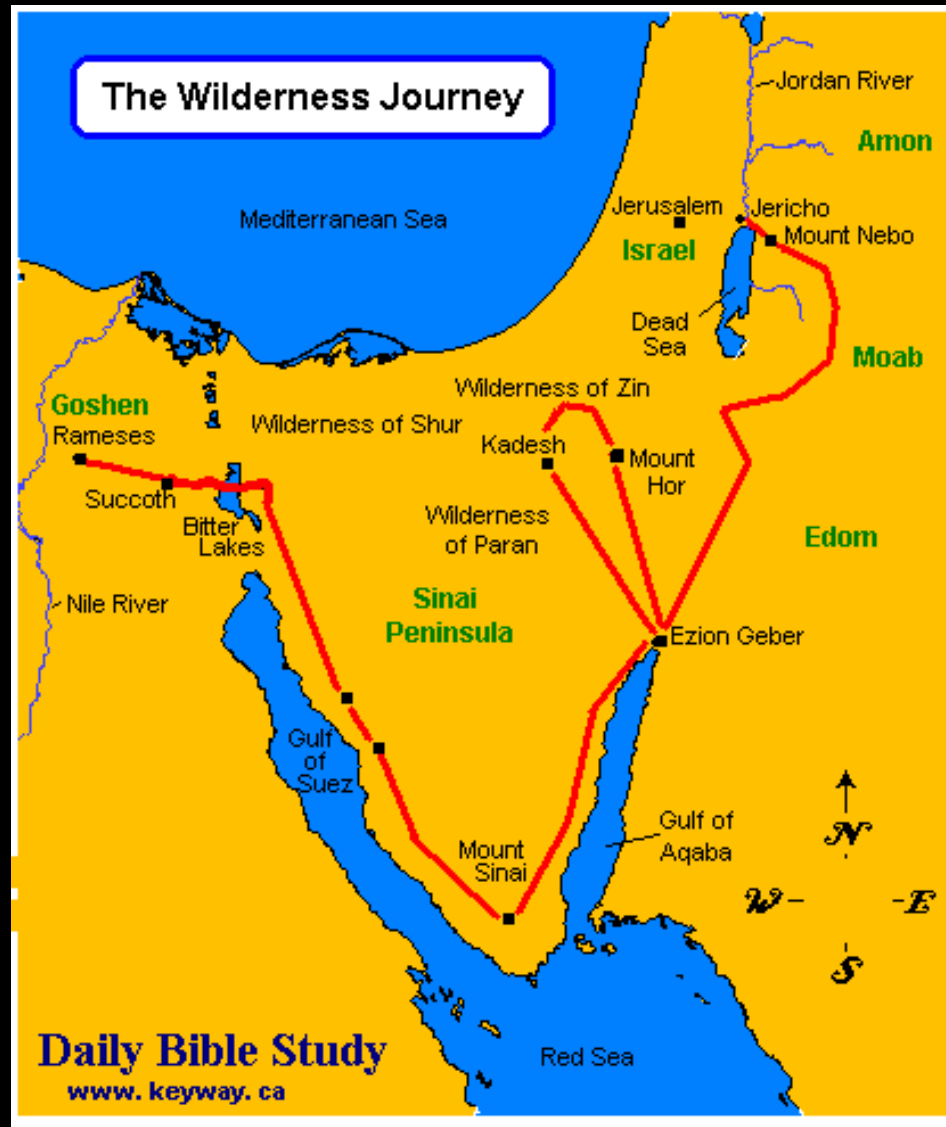 The Wilderness Journey
Jordan River
Amon
Mediterranean Sea
Jerusalem
Jericho
Mount Nebo
Israel
Dead
Sea
Moab
Wilderness of Zin
Goshen
Rameses
Wilderness of Shur
Kadesh
Mount
Hor
Succoth
Bitter
Lakes
Wilderness
of Paran
Edom
Sinai
Peninsula
Nile River
Ezion Geber
Gulf
of
Suez
Gulf of
Aqaba
Mount
Sinai
N
W
E
S
Daily Bible Study
www.keyway.ca
Red Sea